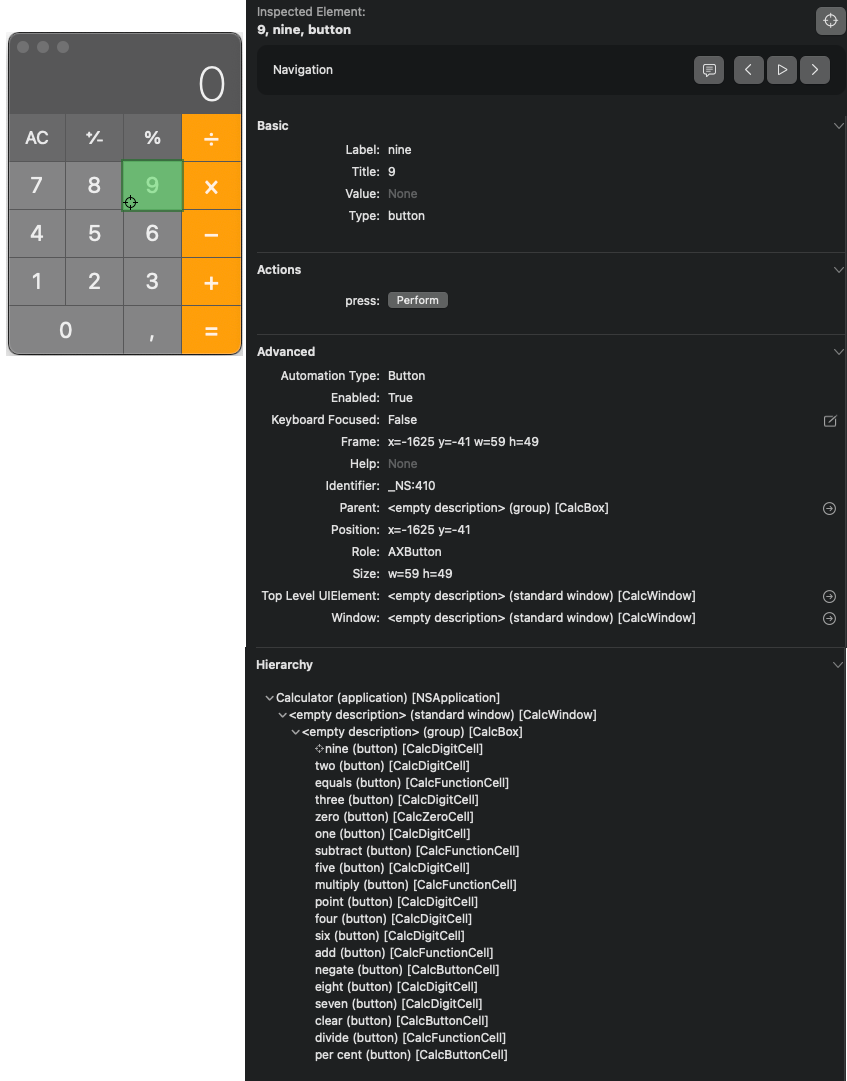 0
AC ⁺∕₋ % ÷
7 8 9 ×
4 5 6 −
1 2 3 +
0 , =
Inspected Element:
9, nine, button
Navigation
Basic
Label: nine
Title: 9
Value: None
Type: button
Actions
press: Perform
Advanced
Automation Type: Button
Enabled: True
Keyboard Focused: False
Frame: x=-1625 y=-41 w=59 h=49
Help: None
Identifier: _NS:410
Parent: <empty description> (group) [CalcBox]
Position: x=-1625 y=-41
Role: AXButton
Size: w=59 h=49
Top Level UIElement: <empty description> (standard window) [CalcWindow]
Window: <empty description> (standard window) [CalcWindow]
Hierarchy
Calculator (application) [NSApplication]
<empty description> (standard window) [CalcWindow]
<empty description> (group) [CalcBox]
nine (button) [CalcDigitCell]
two (button) [CalcDigitCell]
equals (button) [CalcFunctionCell]
three (button) [CalcDigitCell]
zero (button) [CalcZeroCell]
one (button) [CalcDigitCell]
subtract (button) [CalcFunctionCell]
five (button) [CalcDigitCell]
multiply (button) [CalcFunctionCell]
point (button) [CalcDigitCell]
four (button) [CalcDigitCell]
six (button) [CalcDigitCell]
add (button) [CalcFunctionCell]
negate (button) [CalcButtonCell]
eight (button) [CalcDigitCell]
seven (button) [CalcDigitCell]
clear (button) [CalcButtonCell]
divide (button) [CalcFunctionCell]
per cent (button) [CalcButtonCell]